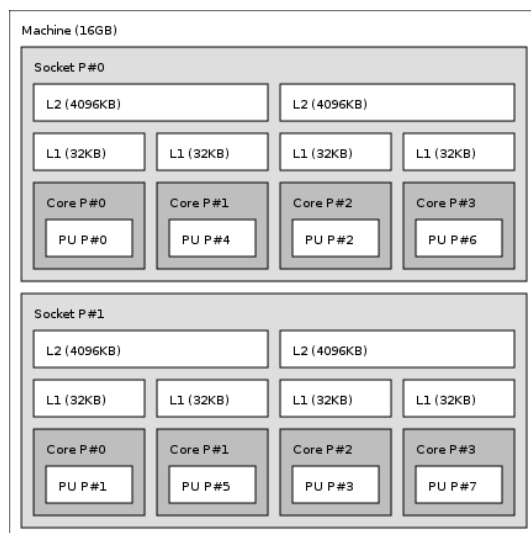 Machine (16GB)
Socket P#0
L2 (4096KB) L2 (4096KB)
L1 (32KB) L1 (32KB) L1 (32KB) L1 (32KB)
Core P#0 Core P#1 Core P#2 Core P#3
PU P#0 PU P#4 PU P#2 PU P#6
Socket P#1
L2 (4096KB) L2 (4096KB)
L1 (32KB) L1 (32KB) L1 (32KB) L1 (32KB)
Core P#0 Core P#1 Core P#2 Core P#3
PU P#1 PU P#5 PU P#3 PU P#7